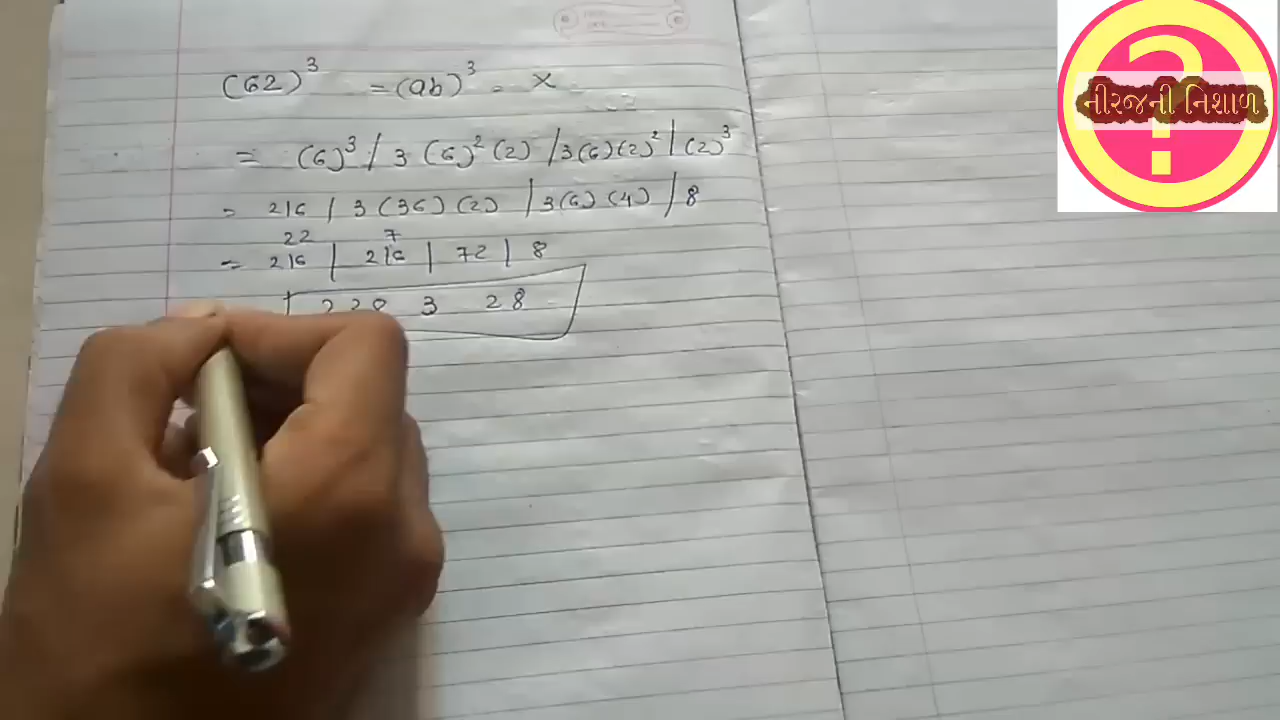 (62)³ = (ab)³ = x
= (6)³ / 3 (6)² (2) / 3(6)(2)² | (2)³
= 216 / 3 (36) (2) / 3(6) (4) / 8
22 7
= 216 | 216 | 72 | 8
3 28
નીરજની નિશાળ
?